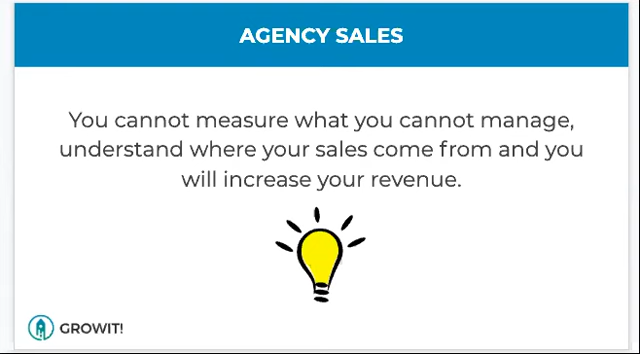 AGENCY SALES
You cannot measure what you cannot manage,
understand where your sales come from and you
will increase your revenue.
GROWIT!